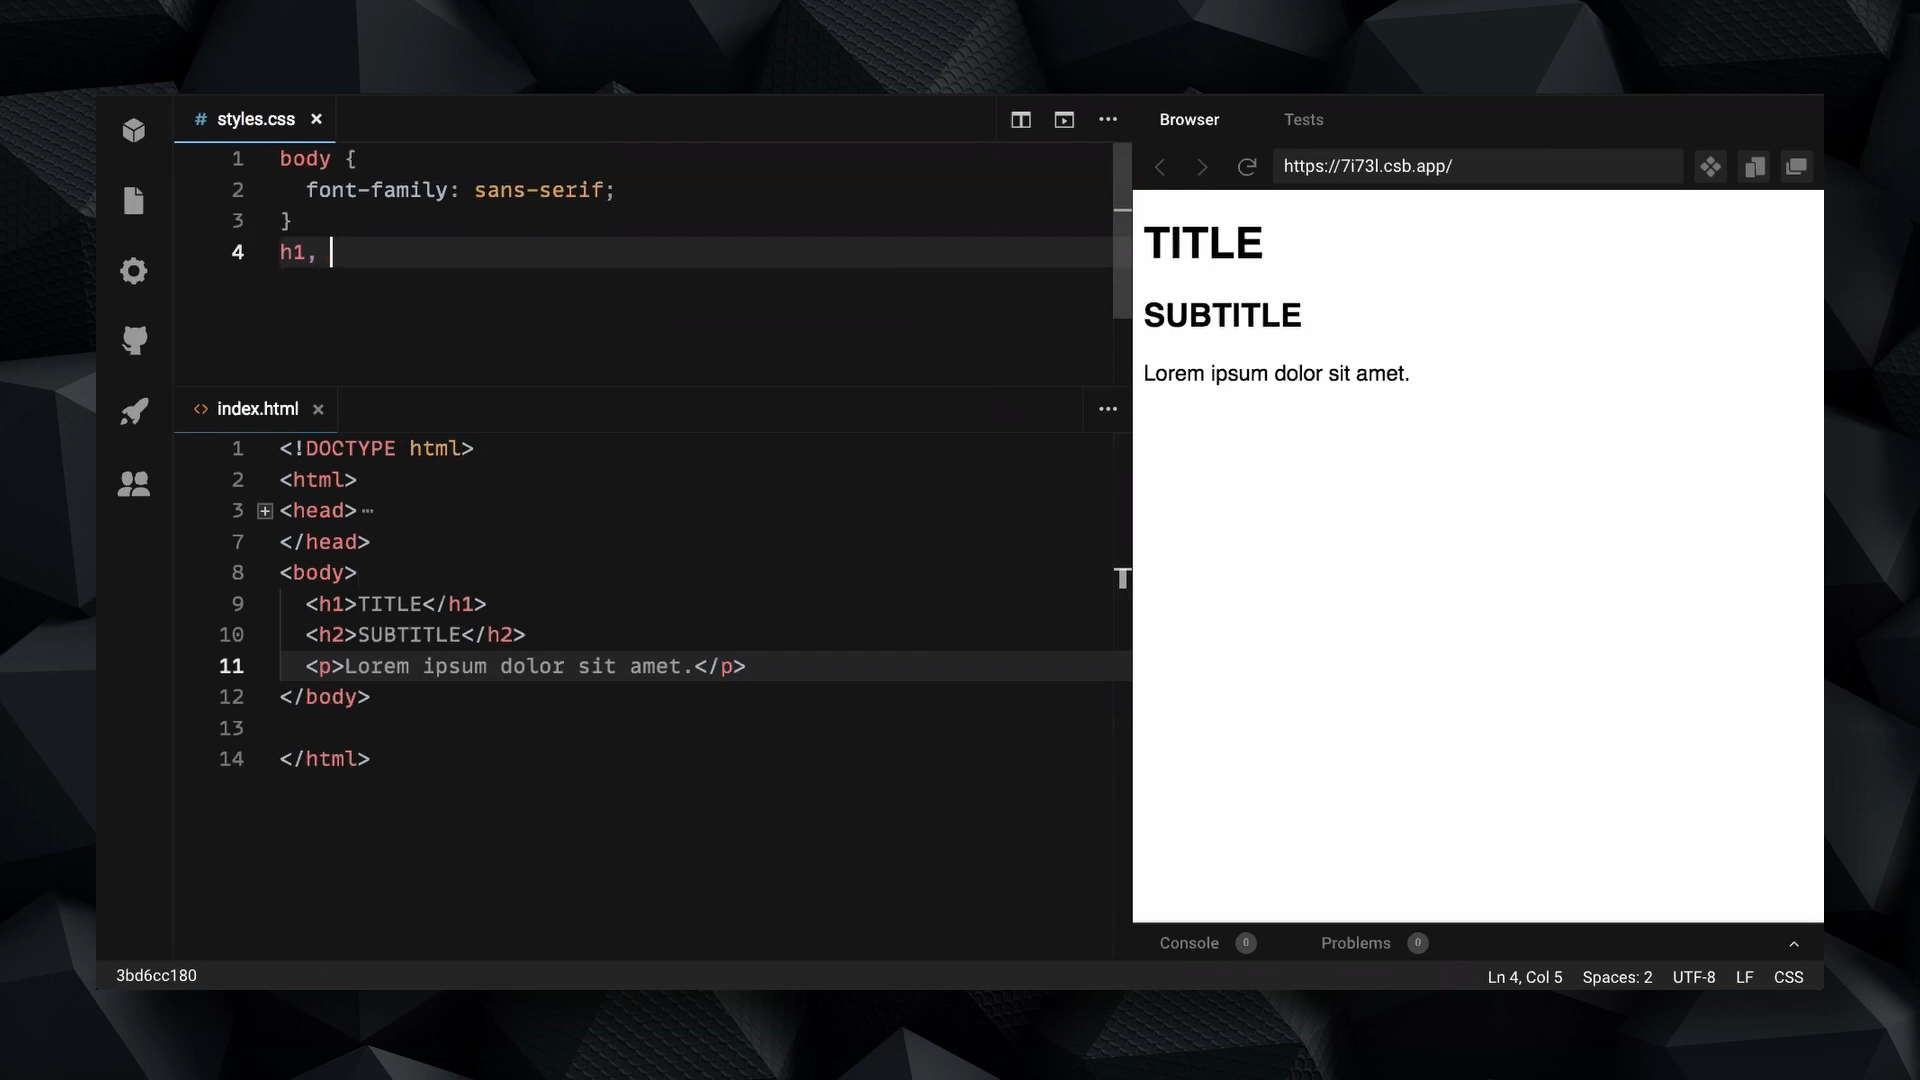 # styles.css ×
1 body {
2 font-family: sans-serif;
3 }
4 h1,
<> index.html ×
1 <!DOCTYPE html>
2 <html>
3 <head>
7 </head>
8 <body>
9 <h1>TITLE</h1>
10 <h2>SUBTITLE</h2>
11 <p>Lorem ipsum dolor sit amet.</p>
12 </body>
13
14 </html>
Browser Tests
https://7i73l.csb.app/
TITLE
SUBTITLE
Lorem ipsum dolor sit amet.
Console 0 Problems 0
3bd6cc180 Ln 4, Col 5 Spaces: 2 UTF-8 LF CSS